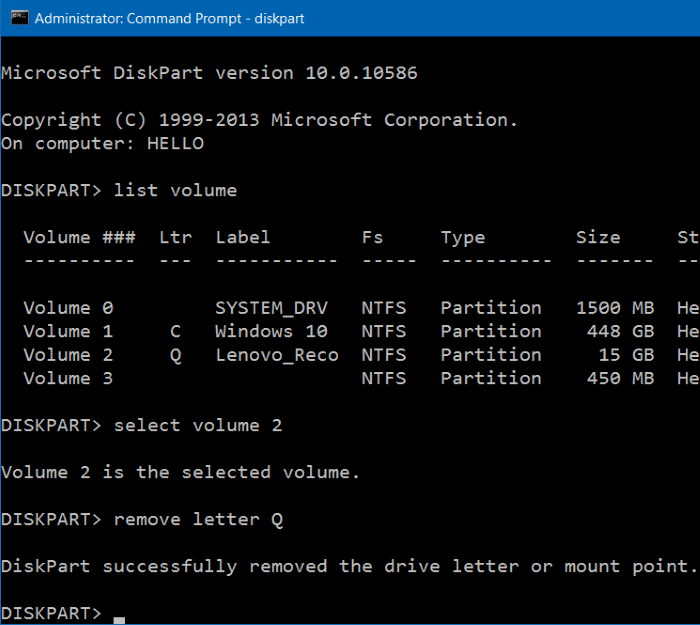 Administrator: Command Prompt - diskpart
Microsoft DiskPart version 10.0.10586
Copyright (C) 1999-2013 Microsoft Corporation.
On computer: HELLO
DISKPART> list volume
Volume ### Ltr Label Fs Type Size St
---------- --- ----------- ----- ---------- ------- --
Volume 0 SYSTEM_DRV NTFS Partition 1500 MB He
Volume 1 C Windows 10 NTFS Partition 448 GB He
Volume 2 Q Lenovo_Reco NTFS Partition 15 GB He
Volume 3 NTFS Partition 450 MB He
DISKPART> select volume 2
Volume 2 is the selected volume.
DISKPART> remove letter Q
DiskPart successfully removed the drive letter or mount point.
DISKPART>